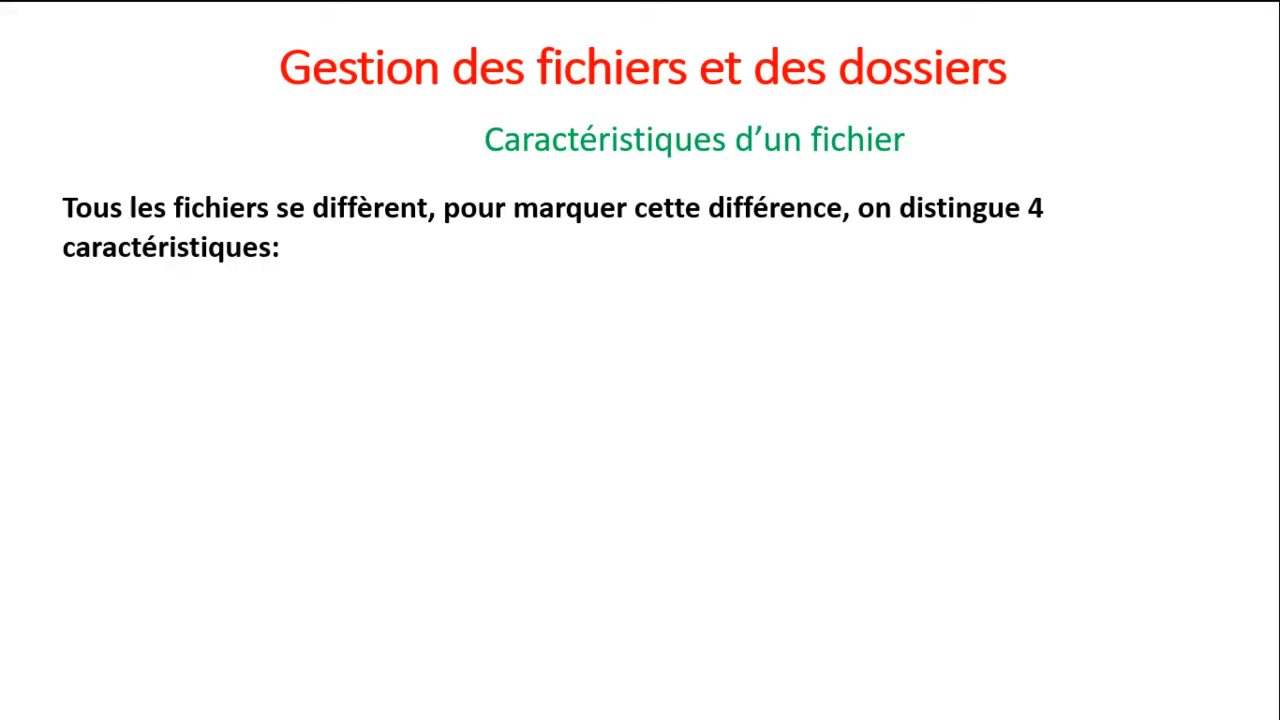 Gestion des fichiers et des dossiers
Caractéristiques d’un fichier
Tous les fichiers se diffèrent, pour marquer cette différence, on distingue 4
caractéristiques: